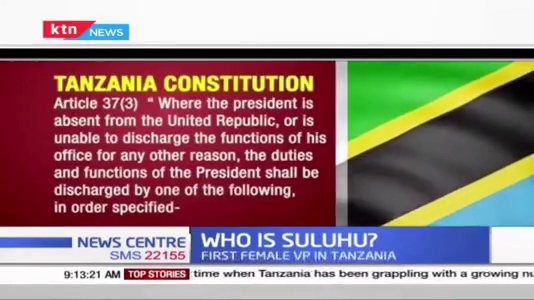 ktn NEWS
TANZANIA CONSTITUTION
Article 37(3) “ Where the president is
absent from the United Republic, or is
unable to discharge the functions of his
office for any other reason, the duties
and functions of the President shall be
discharged by one of the following,
in order specified-
NEWS CENTRE
SMS 22155
WHO IS SULUHU?
FIRST FEMALE VP IN TANZANIA
9:13:21 AM TOP STORIES time when Tanzania has been grappling with a growing nu